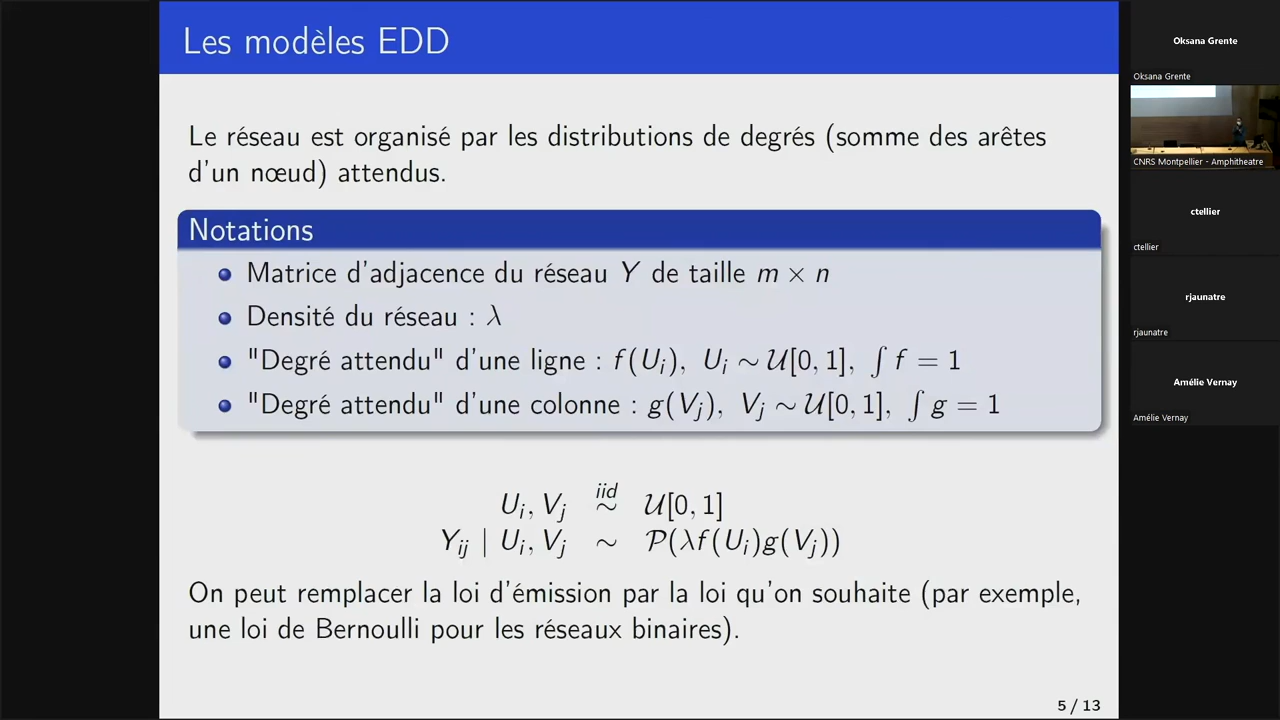 Les modèles EDD
Le réseau est organisé par les distributions de degrés (somme des arêtes
d'un nœud) attendus.
Notations
Matrice d'adjacence du réseau Y de taille m × n
Densité du réseau : λ
"Degré attendu" d'une ligne : f(U_i), U_i ∼ 𝒰[0, 1], ∫ f = 1
"Degré attendu" d'une colonne : g(V_j), V_j ∼ 𝒰[0, 1], ∫ g = 1
U_i, V_j iid ∼ 𝒰[0, 1]
Y_ij | U_i, V_j ∼ 𝒫(λf(U_i)g(V_j))
On peut remplacer la loi d'émission par la loi qu'on souhaite (par exemple,
une loi de Bernoulli pour les réseaux binaires).
5 / 13
Oksana Grente
Oksana Grente
CNRS Montpellier - Amphitheatre
ctellier
ctellier
rjaunatre
rjaunatre
Amélie Vernay
Amélie Vernay